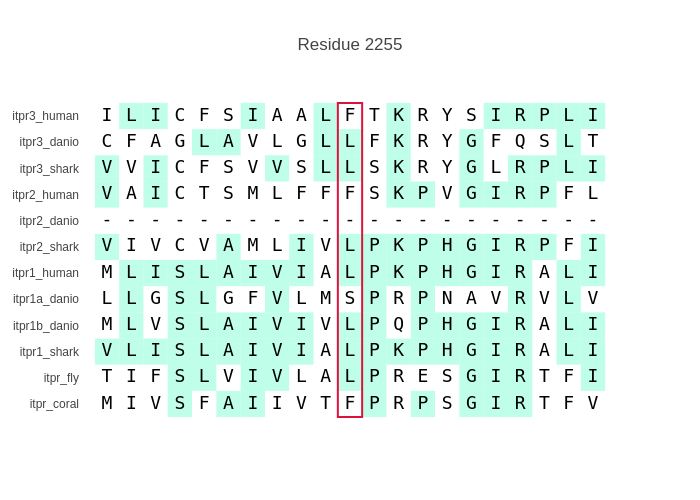 Residue 2255
itpr3_human I L I C F S I A A L F T K R Y S I R P L I
itpr3_danio C F A G L A V L G L L F K R Y G F Q S L T
itpr3_shark V V I C F S V V S L L S K R Y G L R P L I
itpr2_human V A I C T S M L F F F S K P V G I R P F L
itpr2_danio - - - - - - - - - - - - - - - - - - - - -
itpr2_shark V I V C V A M L I V L P K P H G I R P F I
itpr1_human M L I S L A I V I A L P K P H G I R A L I
itpr1a_danio L L G S L G F V L M S P R P N A V R V L V
itpr1b_danio M L V S L A I V I V L P Q P H G I R A L I
itpr1_shark V L I S L A I V I A L P K P H G I R A L I
itpr_fly T I F S L V I V L A L P R E S G I R T F I
itpr_coral M I V S F A I I V T F P R P S G I R T F V